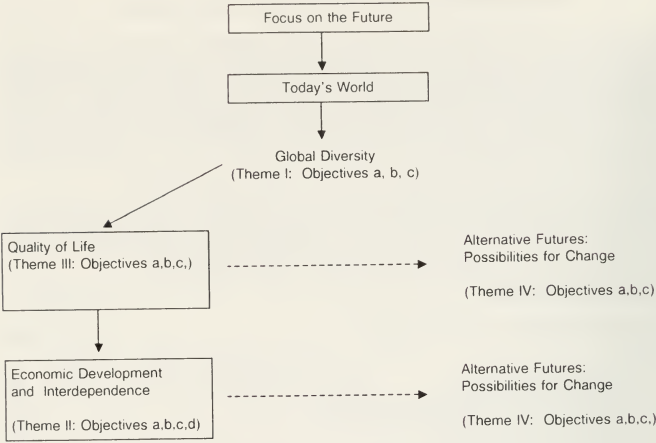 Focus on the Future
Today's World
Global Diversity
(Theme I: Objectives a, b, c)
Quality of Life
(Theme III: Objectives a,b,c,)
Alternative Futures:
Possibilities for Change
(Theme IV: Objectives a,b,c)
Economic Development
and Interdependence
(Theme II: Objectives a,b,c,d)
Alternative Futures:
Possibilities for Change
(Theme IV: Objectives a,b,c,)